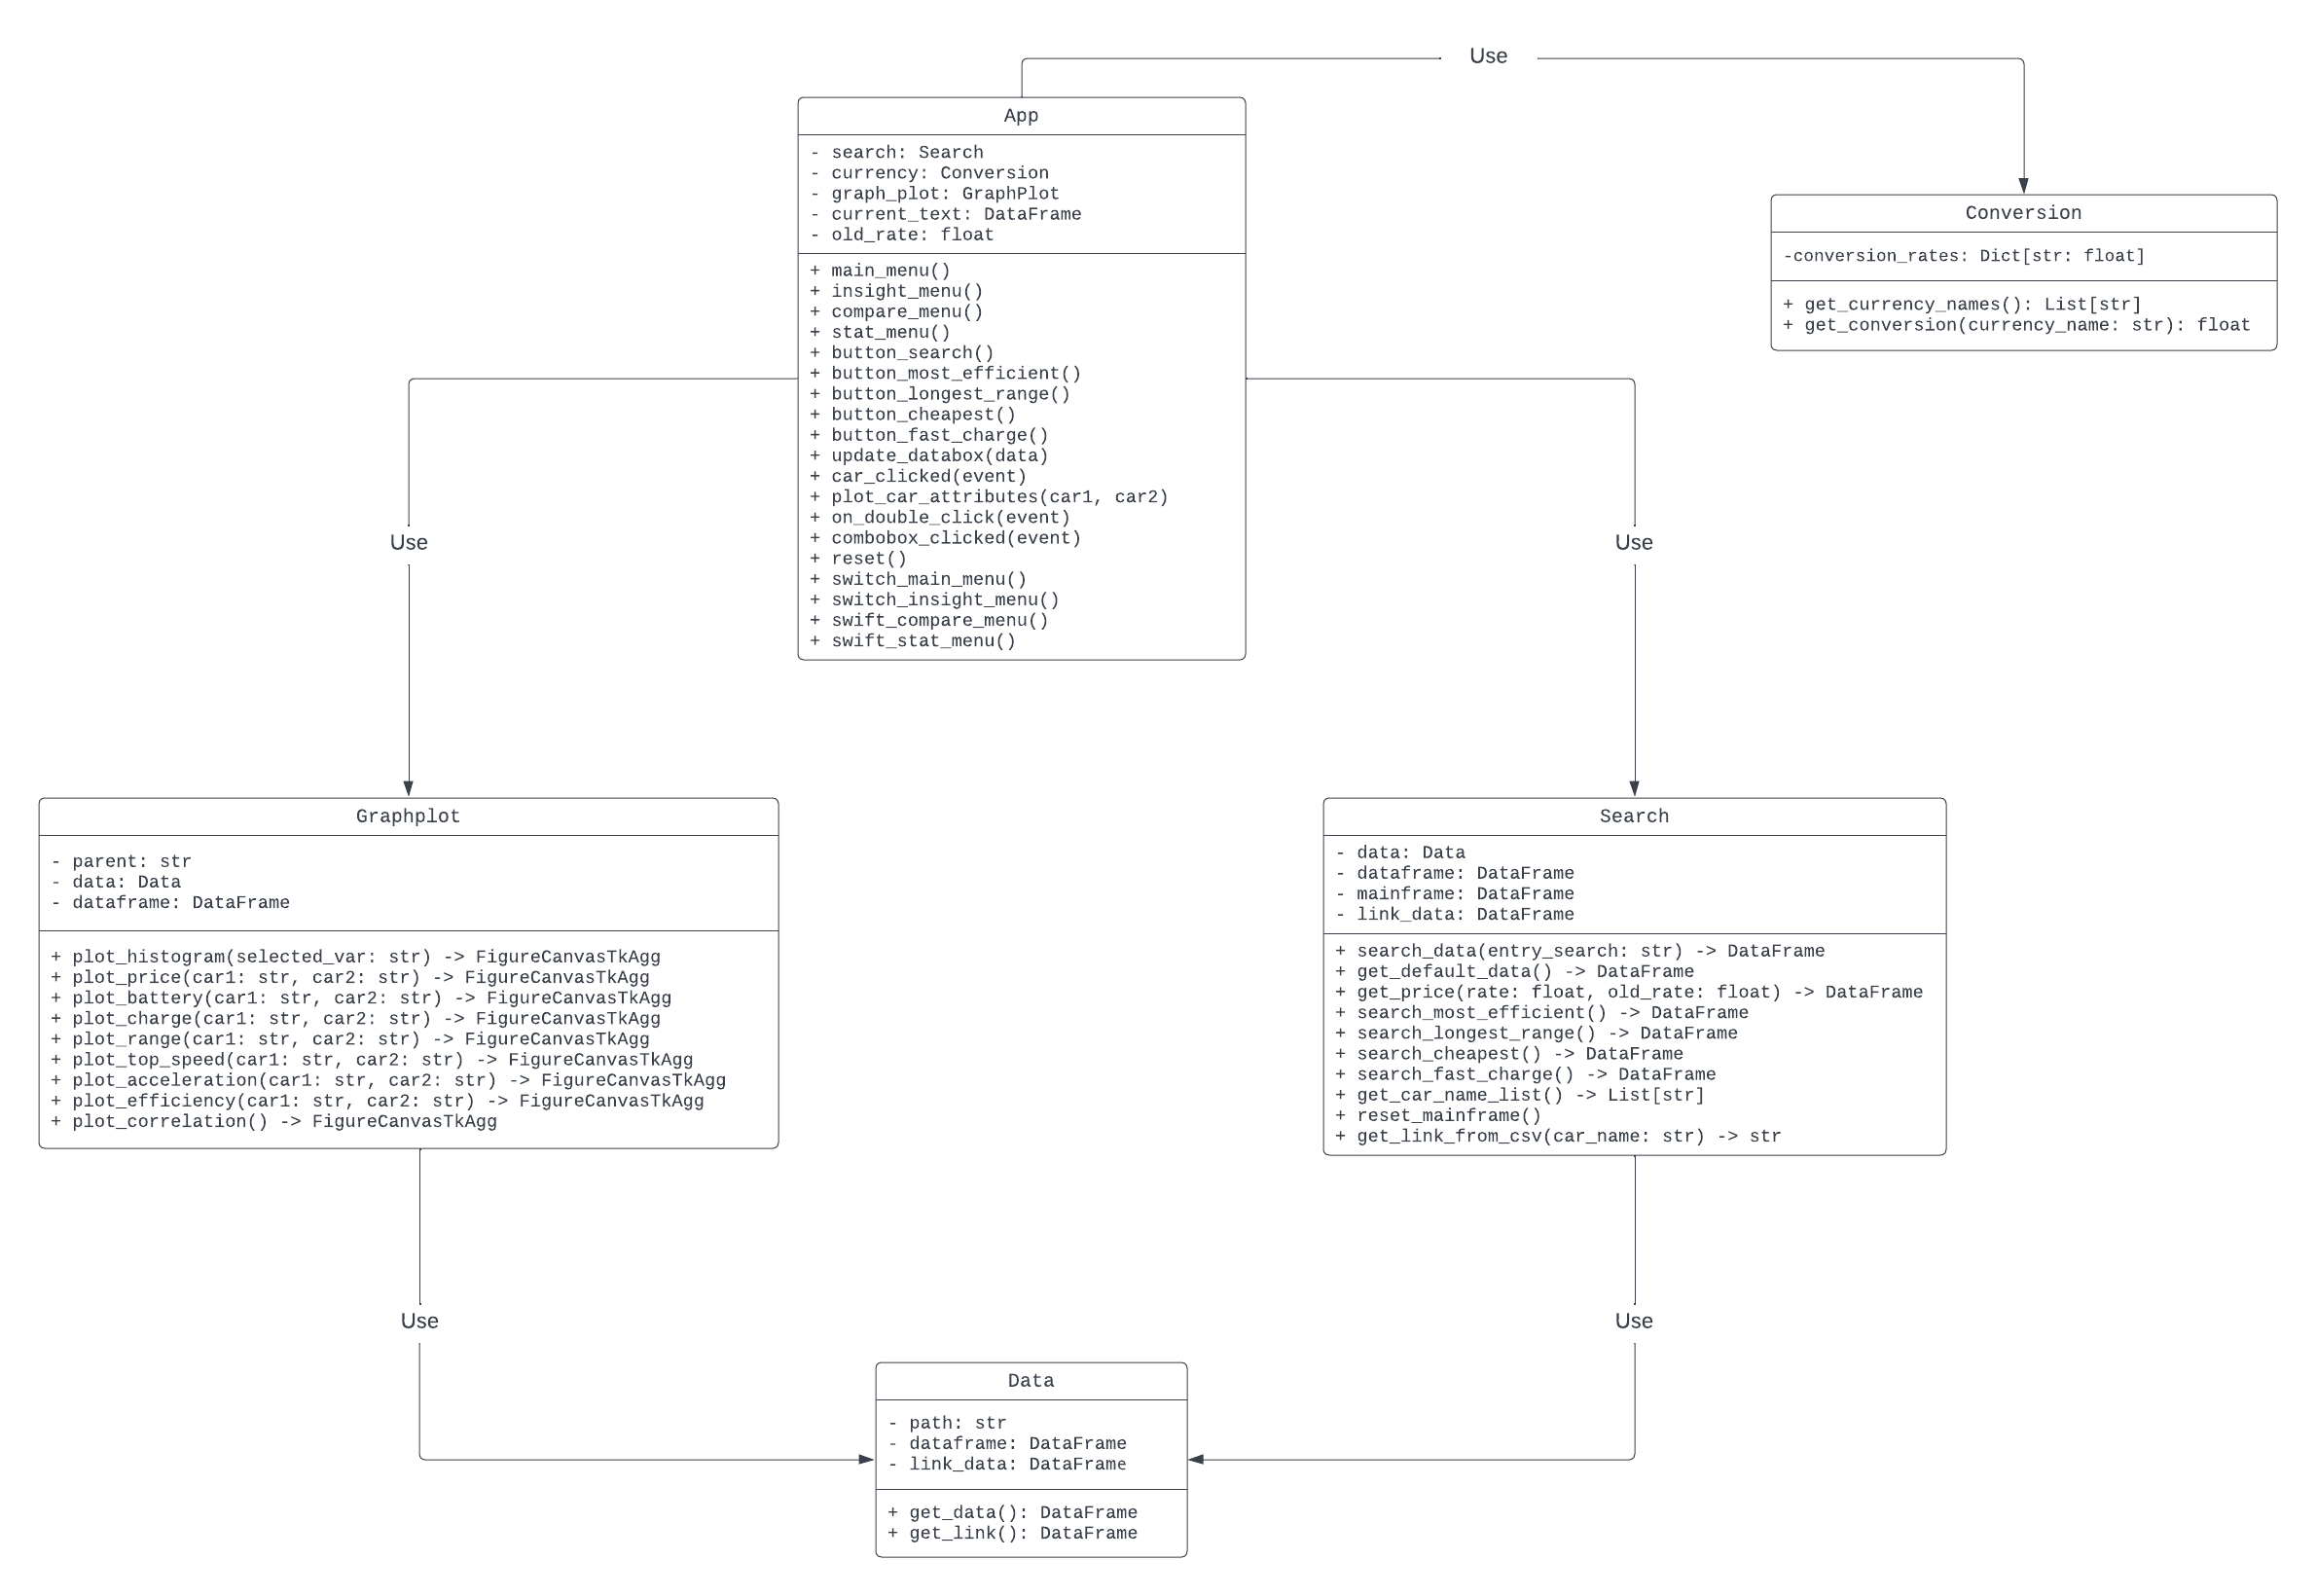 Use
App
- search: Search
- currency: Conversion
- graph_plot: GraphPlot
- current_text: DataFrame
- old_rate: float
+ main_menu()
+ insight_menu()
+ compare_menu()
+ stat_menu()
+ button_search()
+ button_most_efficient()
+ button_longest_range()
+ button_cheapest()
+ button_fast_charge()
+ update_databox(data)
+ car_clicked(event)
+ plot_car_attributes(car1, car2)
+ on_double_click(event)
+ combobox_clicked(event)
+ reset()
+ switch_main_menu()
+ switch_insight_menu()
+ swift_compare_menu()
+ swift_stat_menu()
Conversion
-conversion_rates: Dict[str: float]
+ get_currency_names(): List[str]
+ get_conversion(currency_name: str): float
Use
Use
Graphplot
- parent: str
- data: Data
- dataframe: DataFrame
+ plot_histogram(selected_var: str) -> FigureCanvasTkAgg
+ plot_price(car1: str, car2: str) -> FigureCanvasTkAgg
+ plot_battery(car1: str, car2: str) -> FigureCanvasTkAgg
+ plot_charge(car1: str, car2: str) -> FigureCanvasTkAgg
+ plot_range(car1: str, car2: str) -> FigureCanvasTkAgg
+ plot_top_speed(car1: str, car2: str) -> FigureCanvasTkAgg
+ plot_acceleration(car1: str, car2: str) -> FigureCanvasTkAgg
+ plot_efficiency(car1: str, car2: str) -> FigureCanvasTkAgg
+ plot_correlation() -> FigureCanvasTkAgg
Search
- data: Data
- dataframe: DataFrame
- mainframe: DataFrame
- link_data: DataFrame
+ search_data(entry_search: str) -> DataFrame
+ get_default_data() -> DataFrame
+ get_price(rate: float, old_rate: float) -> DataFrame
+ search_most_efficient() -> DataFrame
+ search_longest_range() -> DataFrame
+ search_cheapest() -> DataFrame
+ search_fast_charge() -> DataFrame
+ get_car_name_list() -> List[str]
+ reset_mainframe()
+ get_link_from_csv(car_name: str) -> str
Use
Use
Data
- path: str
- dataframe: DataFrame
- link_data: DataFrame
+ get_data(): DataFrame
+ get_link(): DataFrame